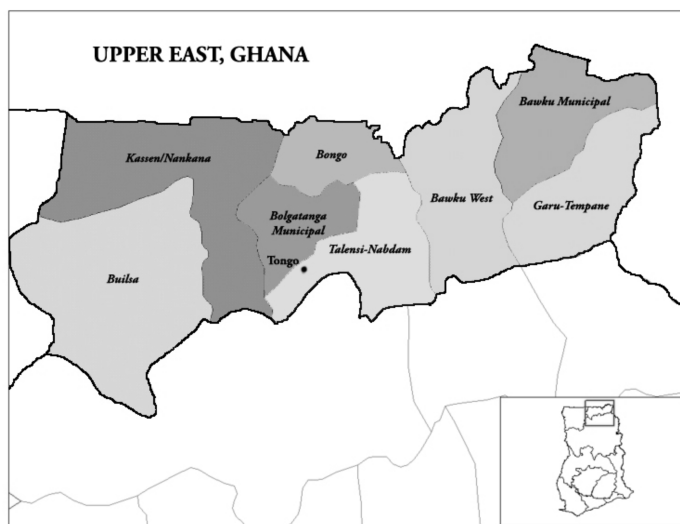 UPPER EAST, GHANA
Bawku Municipal
Kassen/Nankana
Bongo
Bawku West
Garu-Tempane
Bolgatanga
Municipal
Talensi-Nabdam
Tongo
Builsa